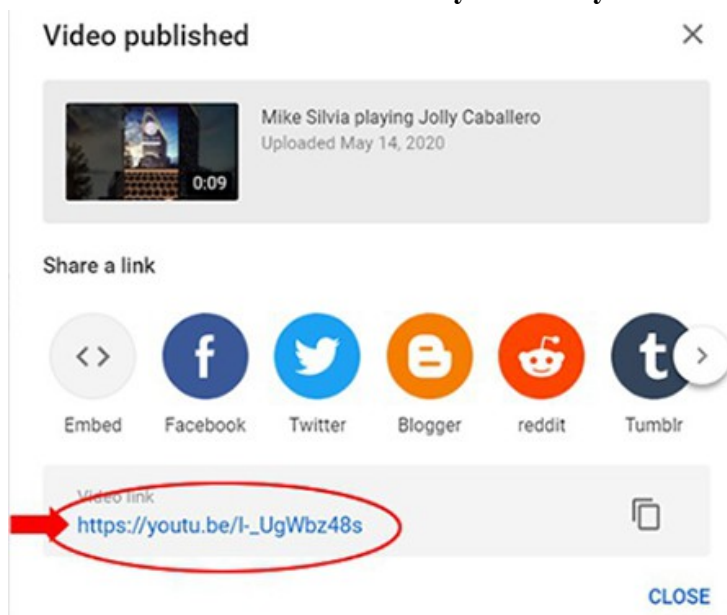 Video published
0:09
Mike Silvia playing Jolly Caballero
Uploaded May 14, 2020
Share a link
Embed Facebook Twitter Blogger reddit Tumblr
Video link
https://youtu.be/I-_UgWbz48s
CLOSE